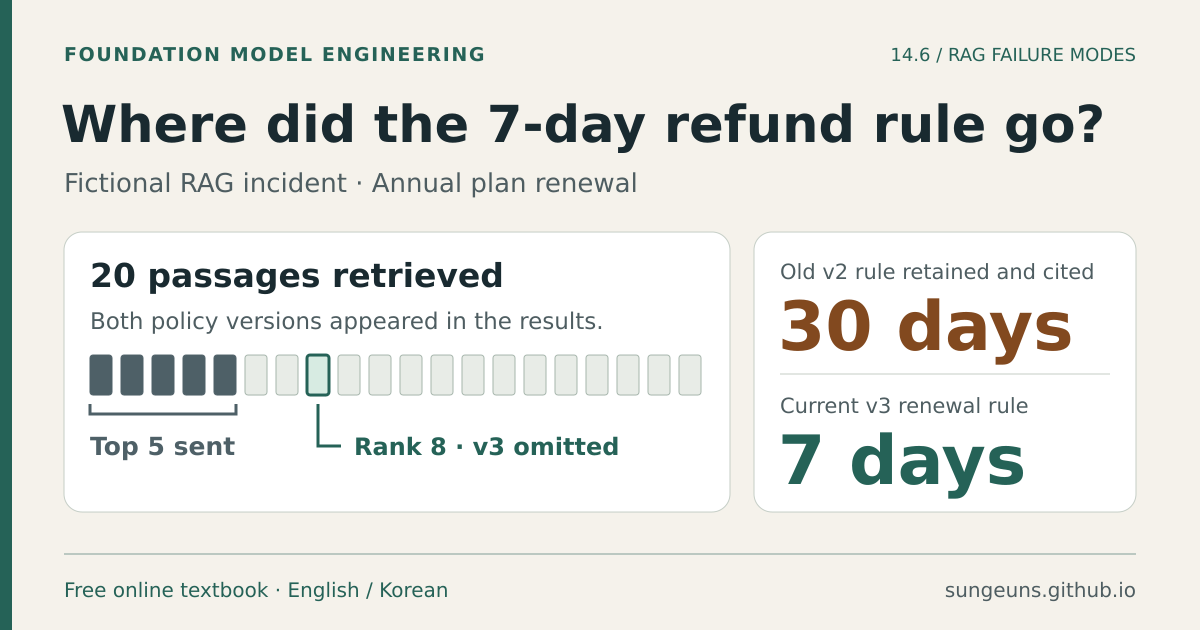 FOUNDATION MODEL ENGINEERING
14.6 / RAG FAILURE MODES
Where did the 7-day refund rule go?
Fictional RAG incident · Annual plan renewal
20 passages retrieved
Both policy versions appeared in the results.
Top 5 sent
Rank 8 · v3 omitted
Old v2 rule retained and cited
30 days
Current v3 renewal rule
7 days
Free online textbook · English / Korean
sungeuns.github.io